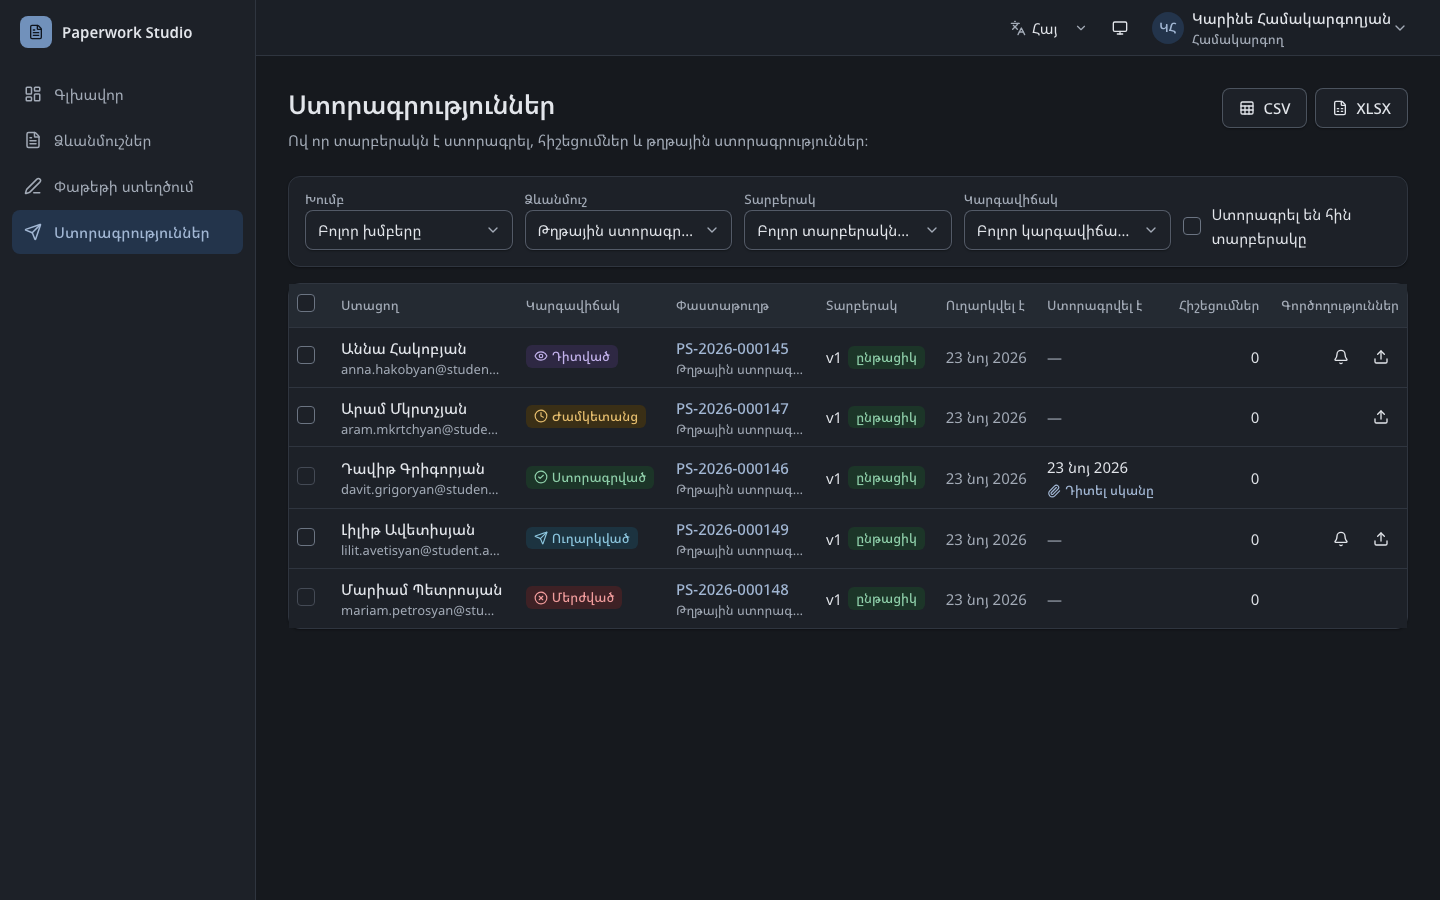 Paperwork Studio
Հայ
ԿՀ
Կարինե Համակարգողյան
Համակարգող
Գլխավոր
Ձևանմուշներ
Փաթեթի ստեղծում
Ստորագրություններ
Ստորագրություններ
Ով որ տարբերակն է ստորագրել, հիշեցումներ և թղթային ստորագրություններ։
CSV
XLSX
Խումբ
Ձևանմուշ
Տարբերակ
Կարգավիճակ
Բոլոր խմբերը
Թղթային ստորագր...
Բոլոր տարբերակն...
Բոլոր կարգավիճա...
Ստորագրել են հին
տարբերակը
Ստացող Կարգավիճակ Փաստաթուղթ Տարբերակ Ուղարկվել է Ստորագրվել է Հիշեցումներ Գործողություններ
Աննա Հակոբյան Դիտված PS-2026-000145 v1 ընթացիկ 23 նոյ 2026 — 0
anna.hakobyan@studen... Թղթային ստորագ...
Արամ Մկրտչյան Ժամկետանց PS-2026-000147 v1 ընթացիկ 23 նոյ 2026 — 0
aram.mkrtchyan@stude... Թղթային ստորագ...
Դավիթ Գրիգորյան Ստորագրված PS-2026-000146 v1 ընթացիկ 23 նոյ 2026 23 նոյ 2026 0
davit.grigoryan@studen... Թղթային ստորագ... Դիտել սկանը
Լիլիթ Ավետիսյան Ուղարկված PS-2026-000149 v1 ընթացիկ 23 նոյ 2026 — 0
lilit.avetisyan@student.a... Թղթային ստորագ...
Մարիամ Պետրոսյան Մերժված PS-2026-000148 v1 ընթացիկ 23 նոյ 2026 — 0
mariam.petrosyan@stu... Թղթային ստորագ...